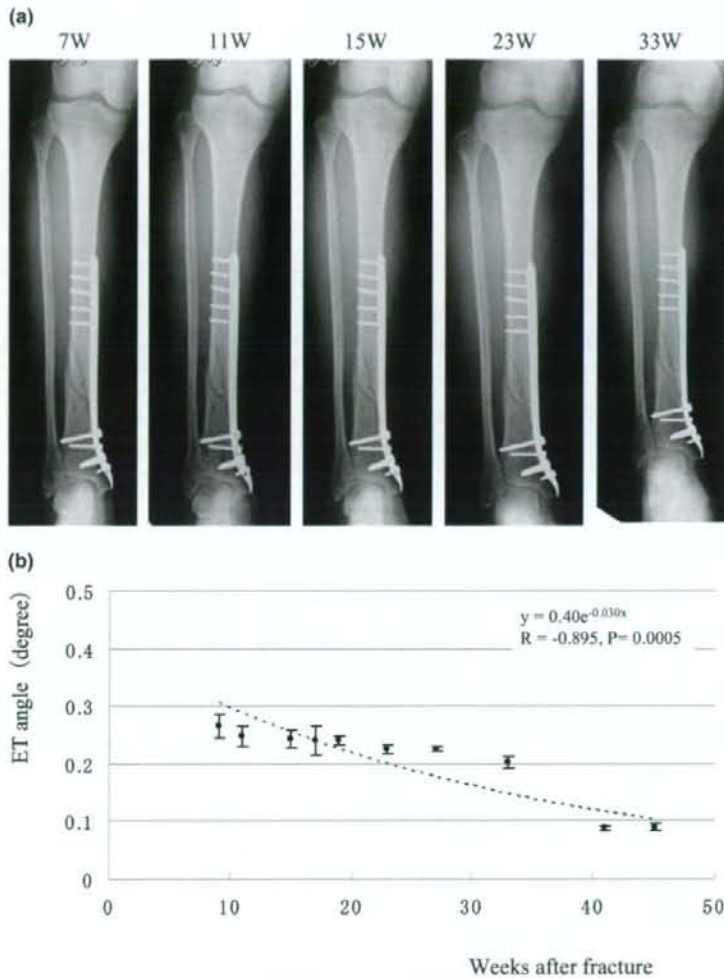 (a)
7W 11W 15W 23W 33W
(b)
ET angle (degree)
0.5
0.4
0.3
0.2
0.1
0
y = 0.40e^-0.030x
R = -0.895, P= 0.0005
0 10 20 30 40 50
Weeks after fracture